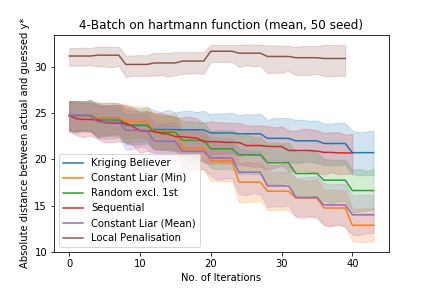 4-Batch on hartmann function (mean, 50 seed)
Absolute distance between actual and guessed y*
30
25
20
15
10
Kriging Believer
Constant Liar (Min)
Random excl. 1st
Sequential
Constant Liar (Mean)
Local Penalisation
0 10 20 30 40
No. of Iterations